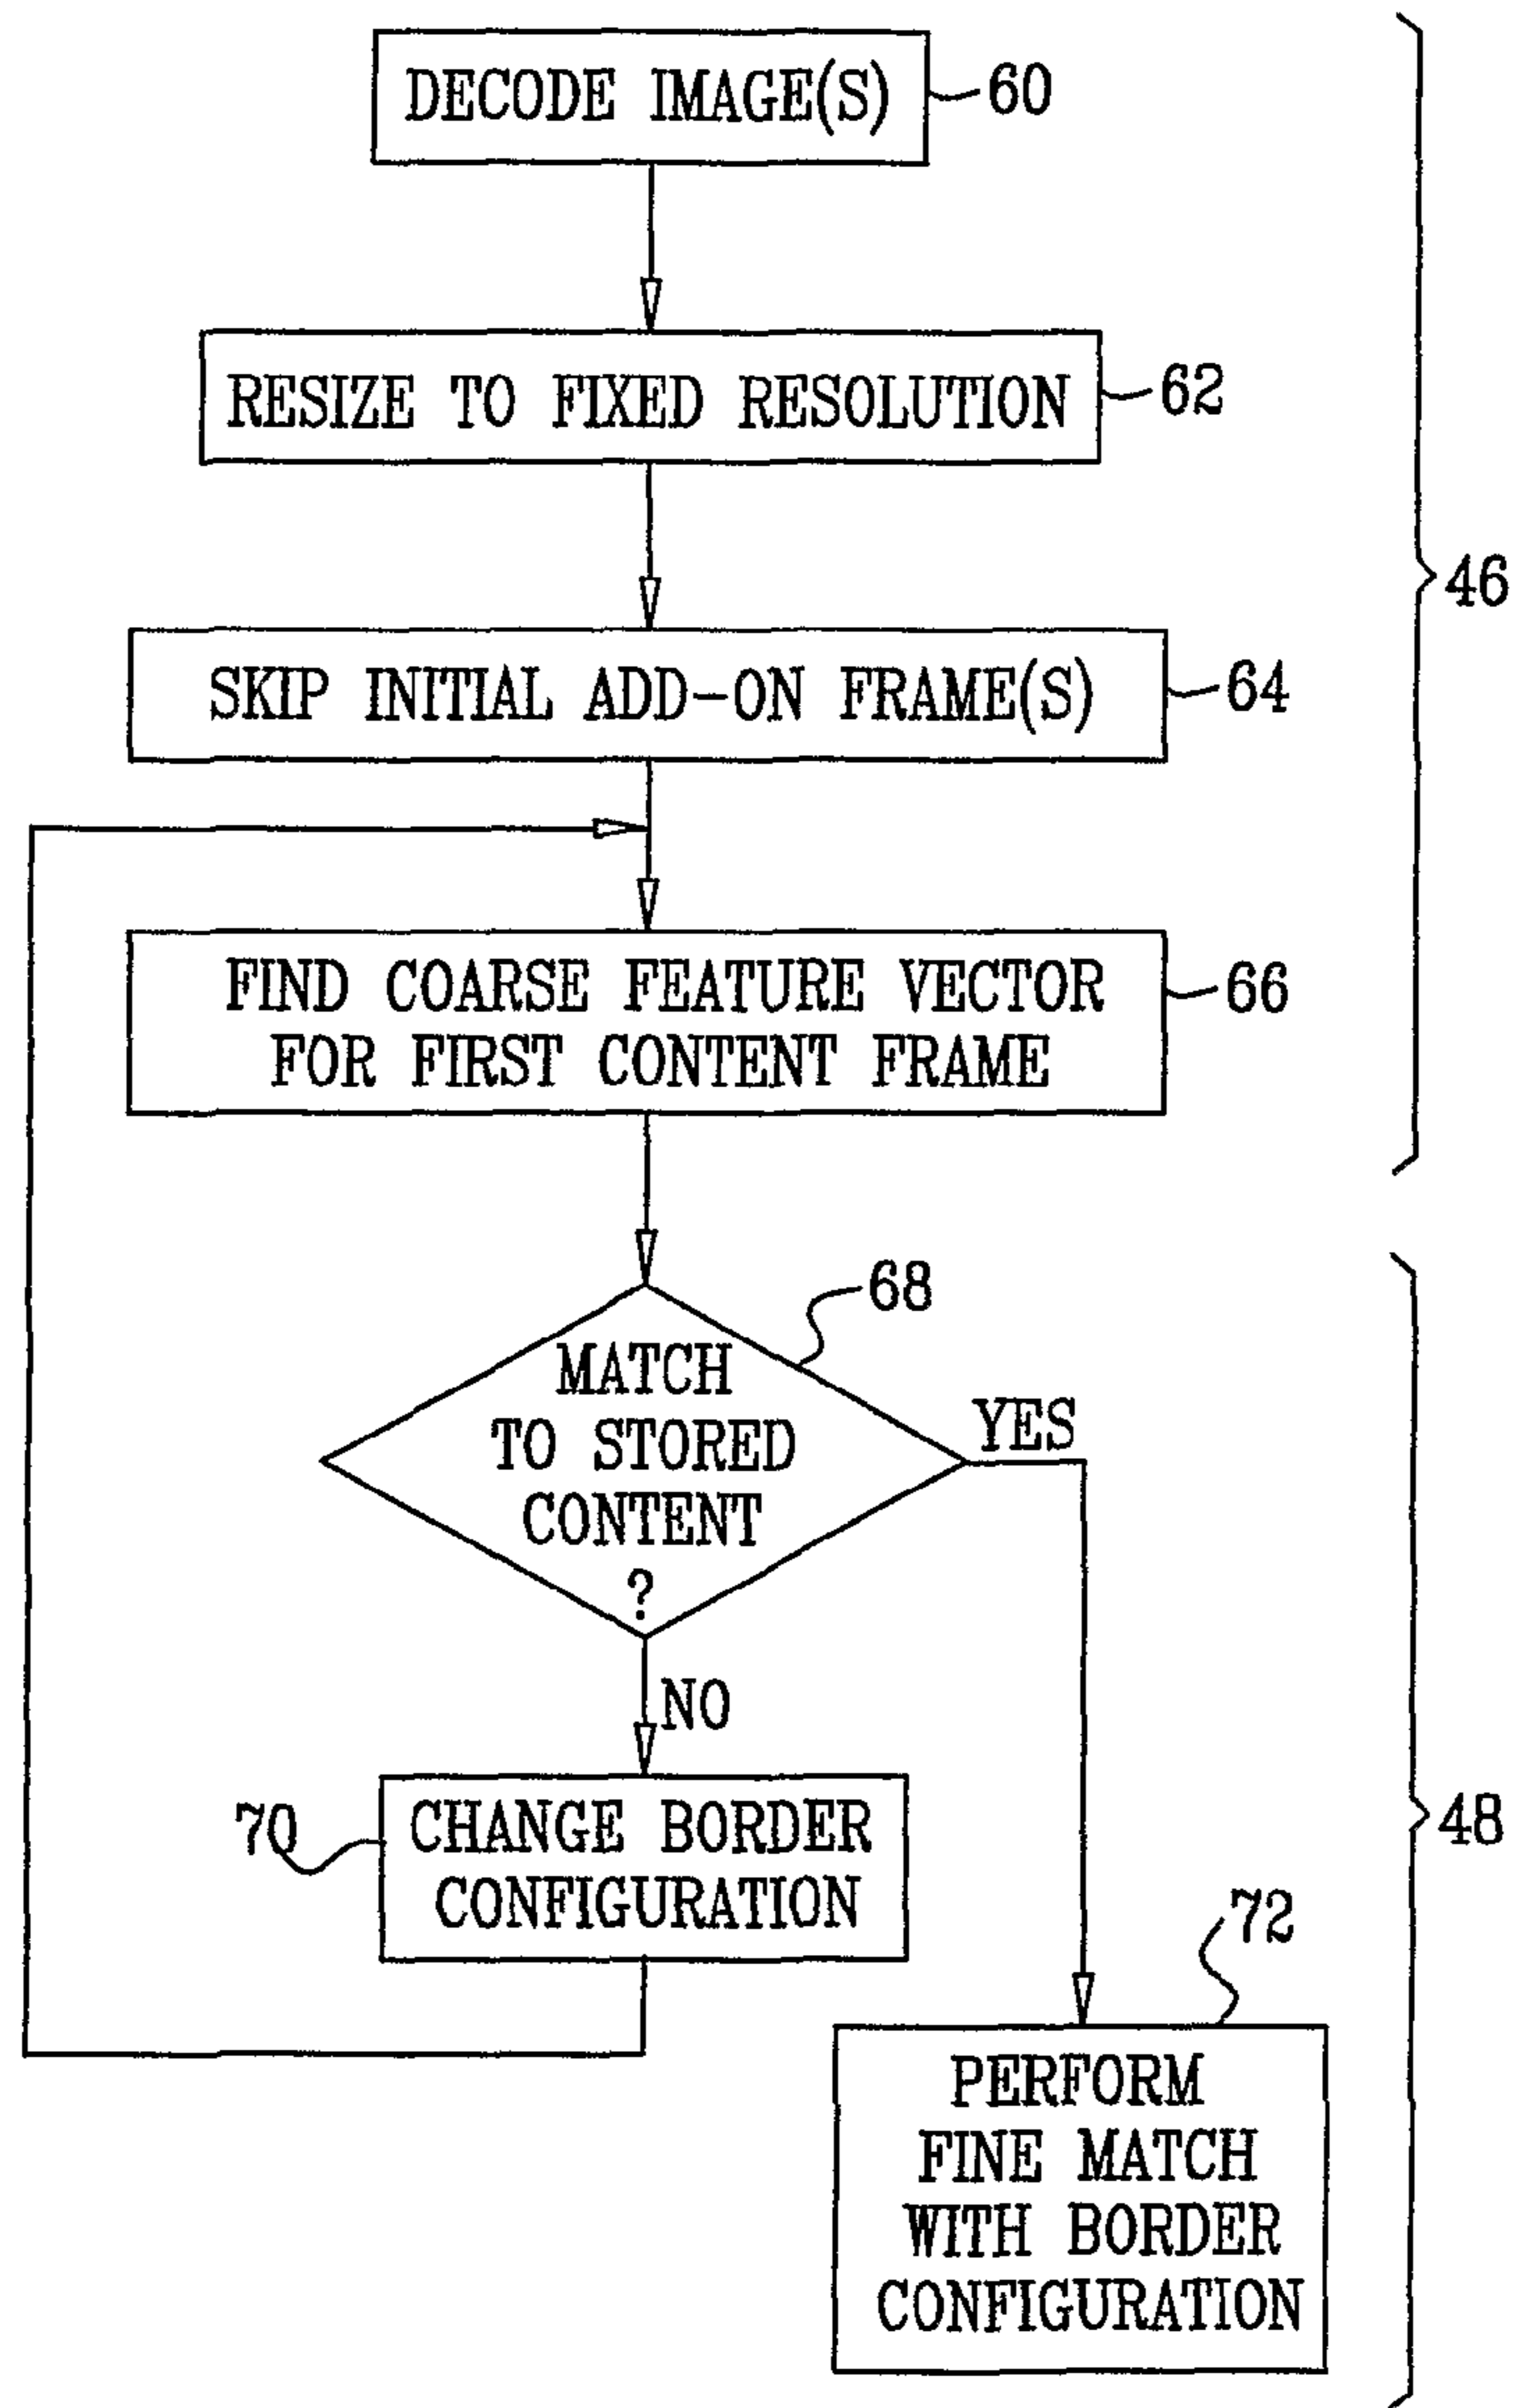 DECODE IMAGE(S)
60
RESIZE TO FIXED RESOLUTION
62
46
SKIP INITIAL ADD-ON FRAME(S)
64
FIND COARSE FEATURE VECTOR
FOR FIRST CONTENT FRAME
66
68
MATCH
TO STORED
CONTENT
?
YES
NO
70
CHANGE BORDER
CONFIGURATION
48
72
PERFORM
FINE MATCH
WITH BORDER
CONFIGURATION